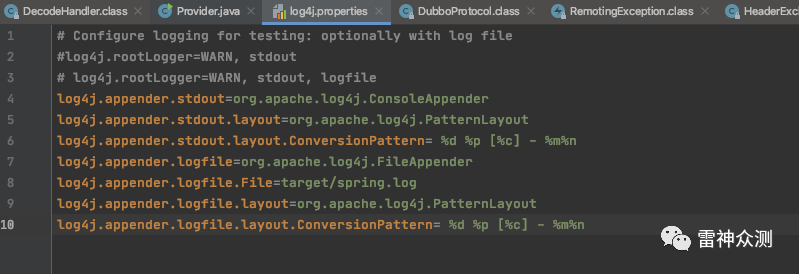 DecodeHandler.class Provider.java log4j.properties DubboProtocol.class RemotingException.class HeaderExcl
1 # Configure logging for testing: optionally with log file
2 #log4j.rootLogger=WARN, stdout
3 # log4j.rootLogger=WARN, stdout, logfile
4 log4j.appender.stdout=org.apache.log4j.ConsoleAppender
5 log4j.appender.stdout.layout=org.apache.log4j.PatternLayout
6 log4j.appender.stdout.layout.ConversionPattern= %d %p [%c] - %m%n
7 log4j.appender.logfile=org.apache.log4j.FileAppender
8 log4j.appender.logfile.File=target/spring.log
9 log4j.appender.logfile.layout=org.apache.log4j.PatternLayout
10 log4j.appender.logfile.layout.ConversionPattern= %d %p [%c] - %m%n
雷神众测